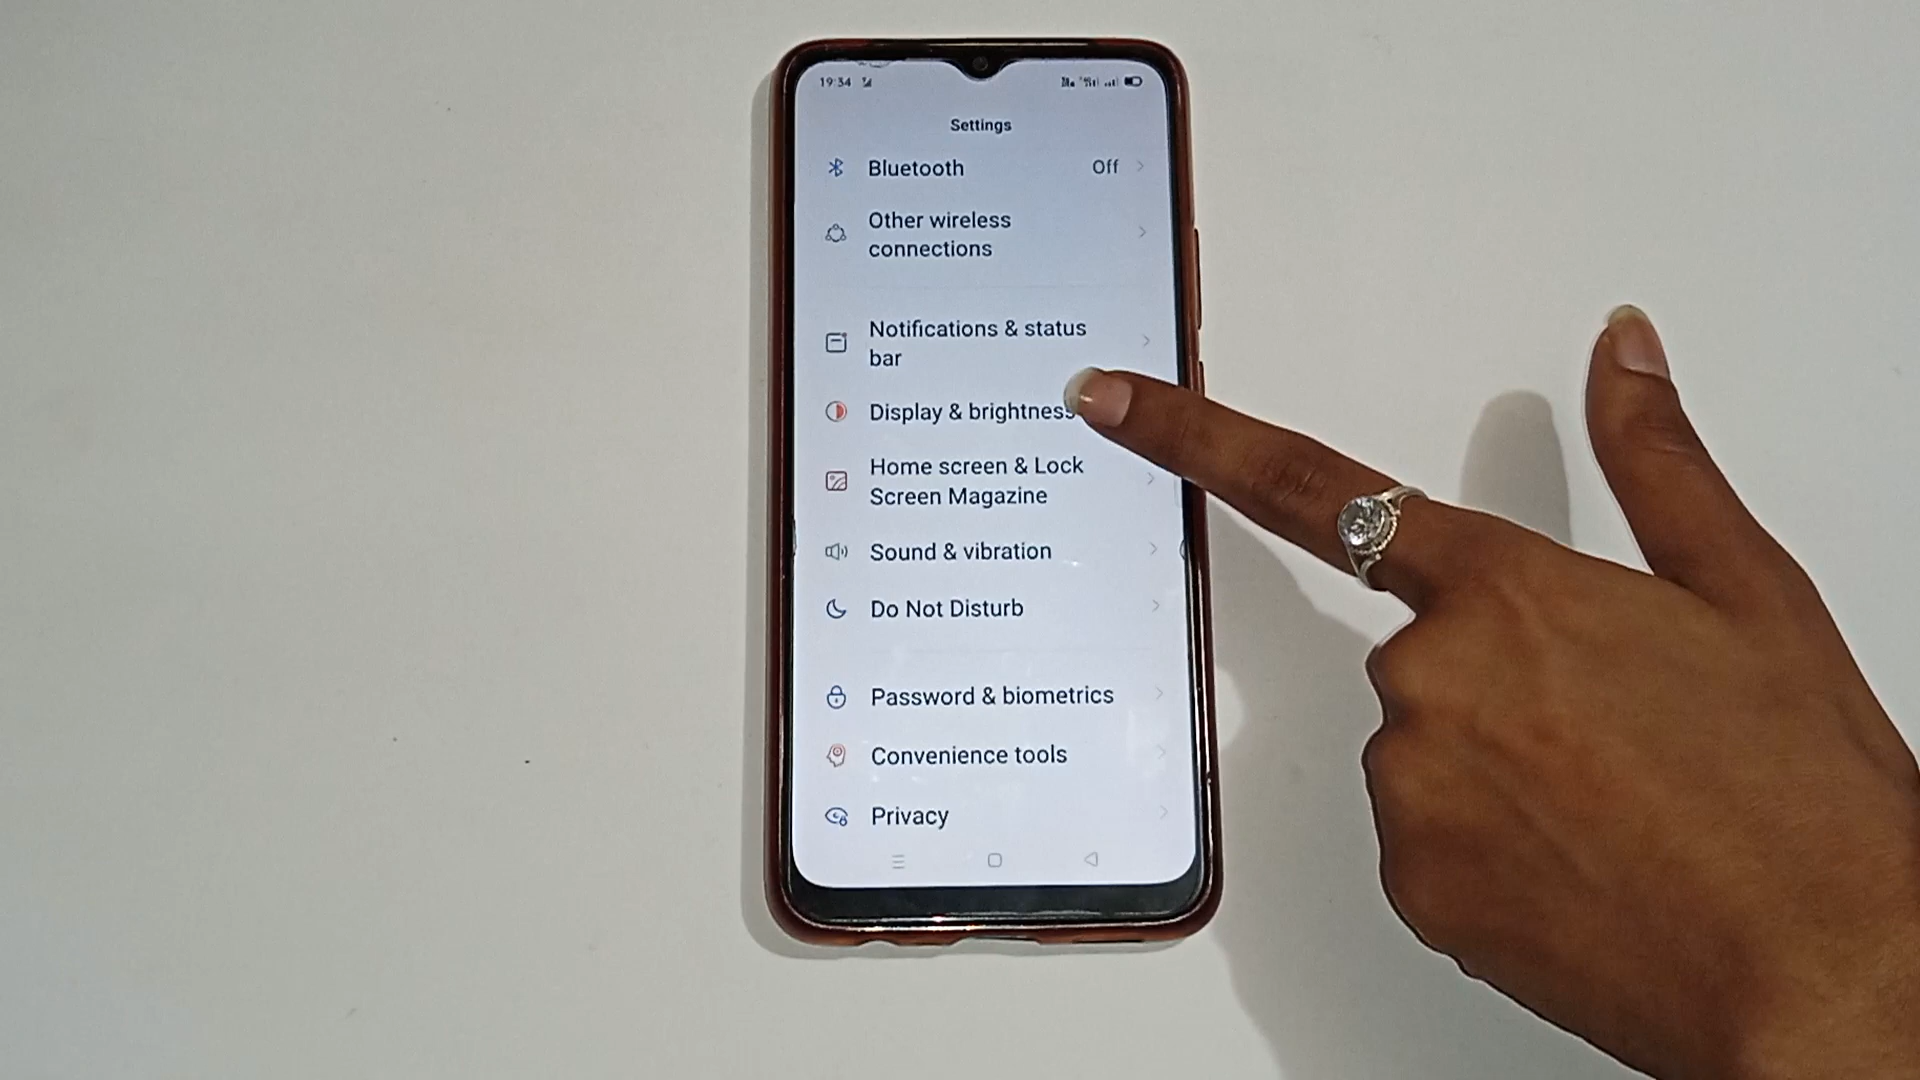 19:34
Settings
Bluetooth Off
Other wireless
connections
Notifications & status
bar
Display & brightness
Home screen & Lock
Screen Magazine
Sound & vibration
Do Not Disturb
Password & biometrics
Convenience tools
Privacy